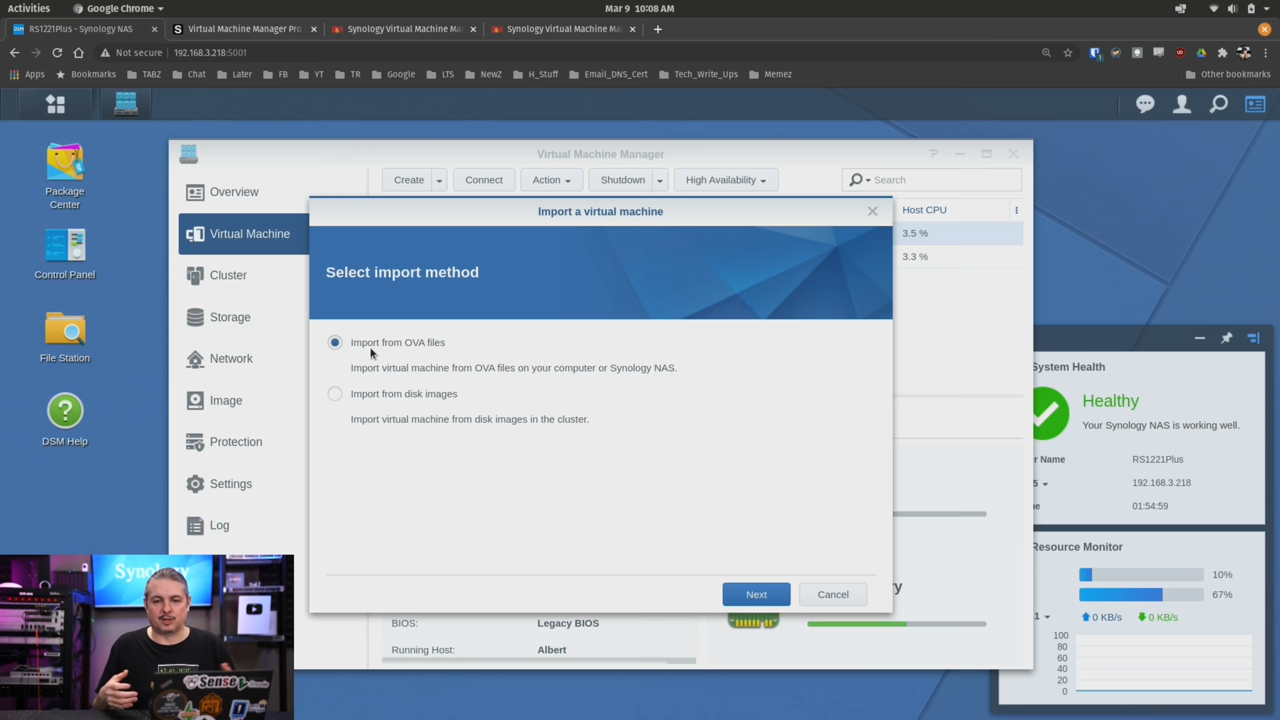 Activities
Google Chrome
Mar 9 10:08 AM
RS1221Plus - Synology NAS
Virtual Machine Manager Pro
Synology Virtual Machine Ma
Synology Virtual Machine Ma
Not secure
192.168.3.218:5001
Apps
Bookmarks
TABZ
Chat
Later
FB
YT
TR
Google
LTS
NewZ
H_Stuff
Email_DNS_Cert
Tech_Write_Ups
Memez
Other bookmarks
Package
Center
Control Panel
File Station
DSM Help
Virtual Machine Manager
Overview
Virtual Machine
Cluster
Storage
Network
Image
Protection
Settings
Log
Create
Connect
Action
Shutdown
High Availability
Search
Host CPU
3.5 %
3.3 %
Import a virtual machine
Select import method
Import from OVA files
Import virtual machine from OVA files on your computer or Synology NAS.
Import from disk images
Import virtual machine from disk images in the cluster.
Next
Cancel
BIOS:
Legacy BIOS
Running Host:
Albert
System Health
Healthy
Your Synology NAS is working well.
RS1221Plus
192.168.3.218
01:54:59
Resource Monitor
10%
67%
0 KB/s
0 KB/s
100
80
60
40
20
0
Synology
Sense